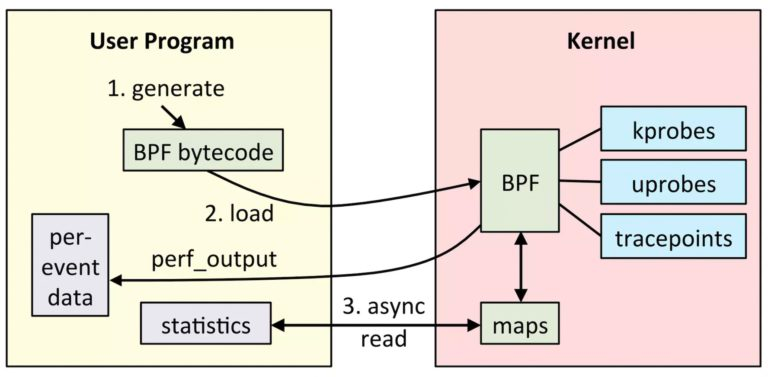 User Program
1. generate
BPF bytecode
2. load
per-
event
data
perf_output
statistics
3. async
read
Kernel
BPF
kprobes
uprobes
tracepoints
maps